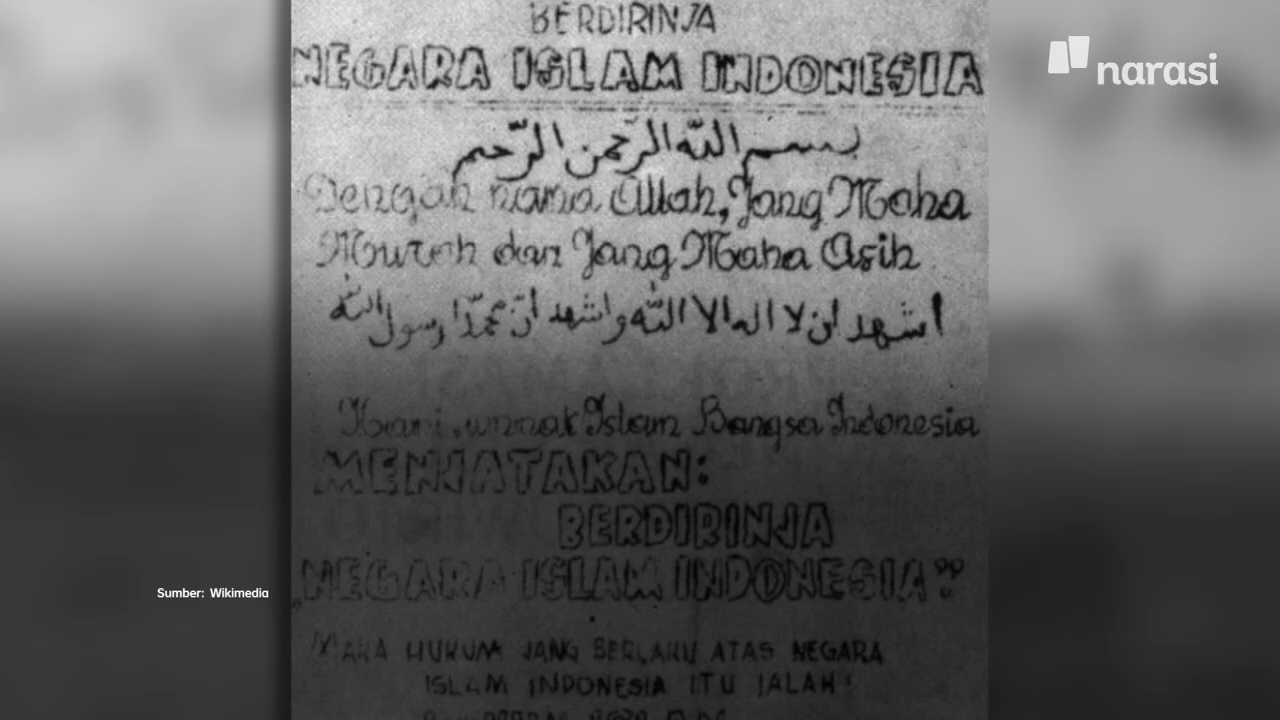 BERDIRINJA
NEGARA ISLAM INDONESIA
narasi
بسم الله الرحمن الرحيم
Dengan nama Allah, Jang Maha
Murah dan Jang Maha Asih
اشهد ان لا اله الا الله واشهد انّ محمّدا رسول الله
Kami, ummat Islam Bangsa Indonesia
MENJATAKAN:
BERDIRINJA
„NEGARA ISLAM INDONESIA"
Sumber: Wikimedia
MAKA HUKUM JANG BERLAKU ATAS NEGARA
ISLAM INDONESIA ITU IALAH: